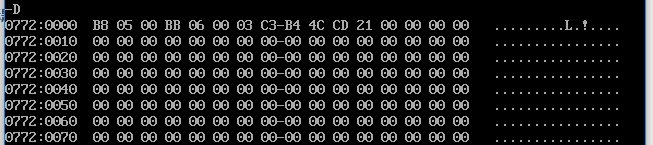 -D
0772:0000 B8 05 00 BB 06 00 03 C3-B4 4C CD 21 00 00 00 00 .........L.!....
0772:0010 00 00 00 00 00 00 00 00-00 00 00 00 00 00 00 00 ................
0772:0020 00 00 00 00 00 00 00 00-00 00 00 00 00 00 00 00 ................
0772:0030 00 00 00 00 00 00 00 00-00 00 00 00 00 00 00 00 ................
0772:0040 00 00 00 00 00 00 00 00-00 00 00 00 00 00 00 00 ................
0772:0050 00 00 00 00 00 00 00 00-00 00 00 00 00 00 00 00 ................
0772:0060 00 00 00 00 00 00 00 00-00 00 00 00 00 00 00 00 ................
0772:0070 00 00 00 00 00 00 00 00-00 00 00 00 00 00 00 00 ................